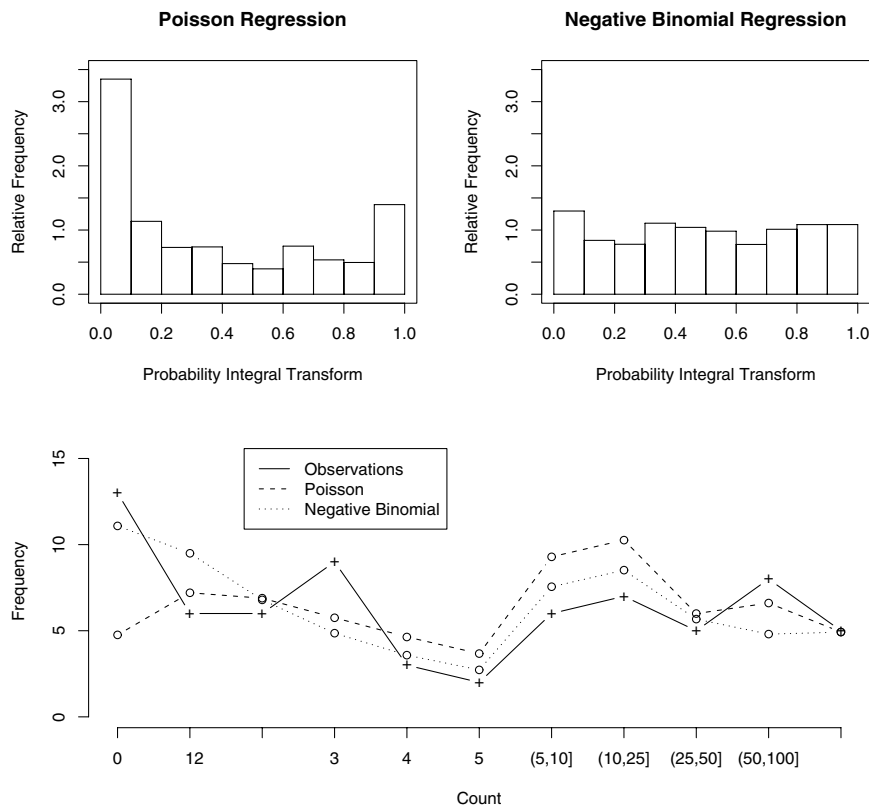 Poisson Regression
Negative Binomial Regression
Relative Frequency
0.0 1.0 2.0 3.0
0.0 0.2 0.4 0.6 0.8 1.0
Probability Integral Transform
Relative Frequency
0.0 1.0 2.0 3.0
0.0 0.2 0.4 0.6 0.8 1.0
Probability Integral Transform
Frequency
0 5 10 15
Observations
Poisson
Negative Binomial
0 12 3 4 5 (5,10] (10,25] (25,50] (50,100]
Count